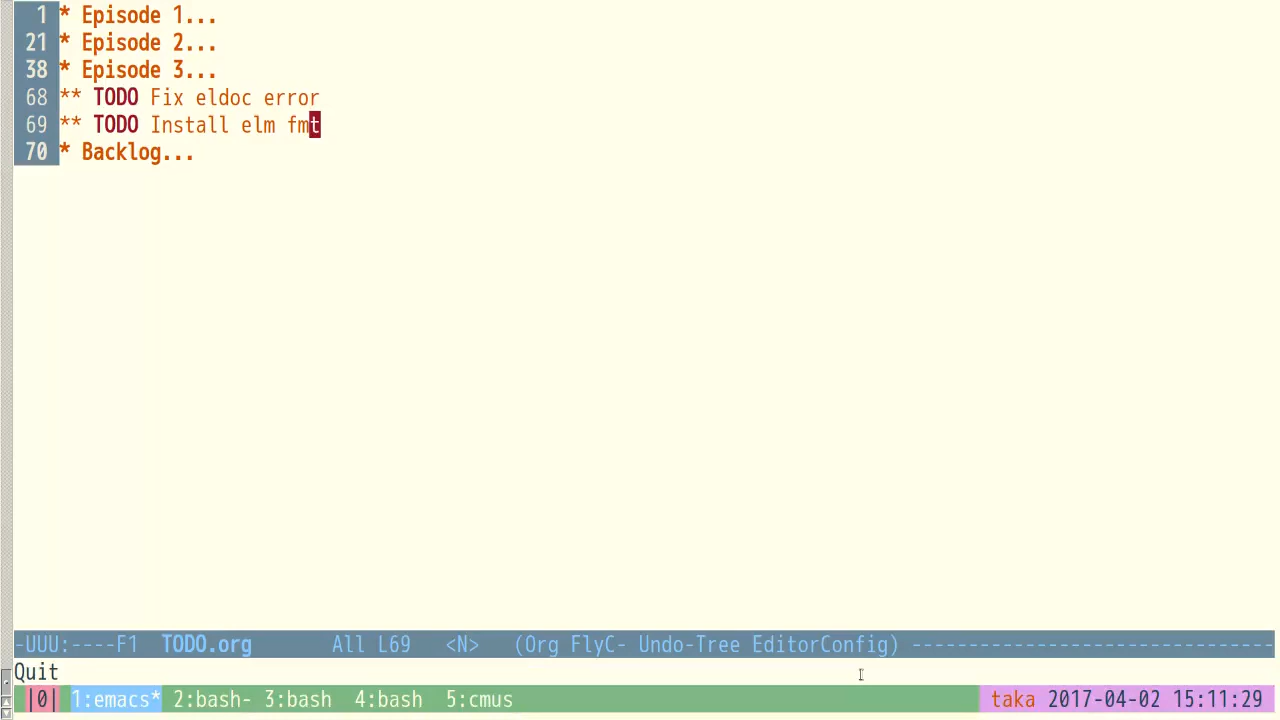 1 * Episode 1...
21 * Episode 2...
38 * Episode 3...
68 ** TODO Fix eldoc error
69 ** TODO Install elm fmt
70 * Backlog...
-UUU:----F1  TODO.org       All L69   <N>   (Org FlyC- Undo-Tree EditorConfig) ---------------------------------
Quit
|0| 1:emacs* 2:bash- 3:bash  4:bash  5:cmus taka 2017-04-02 15:11:29